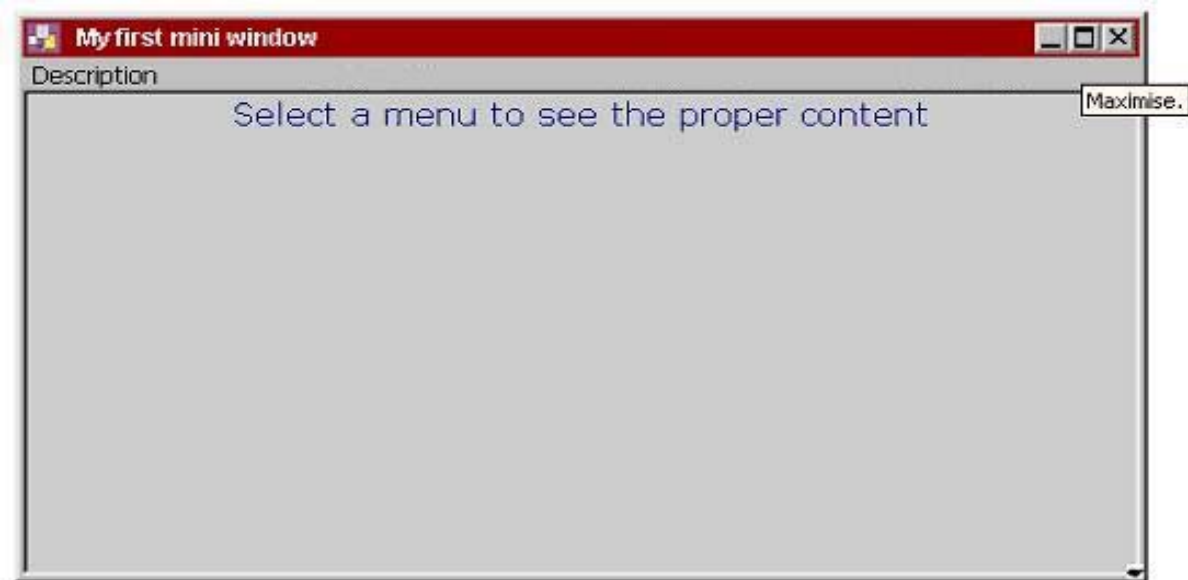 My first mini window
Description
Select a menu to see the proper content
Maximise.